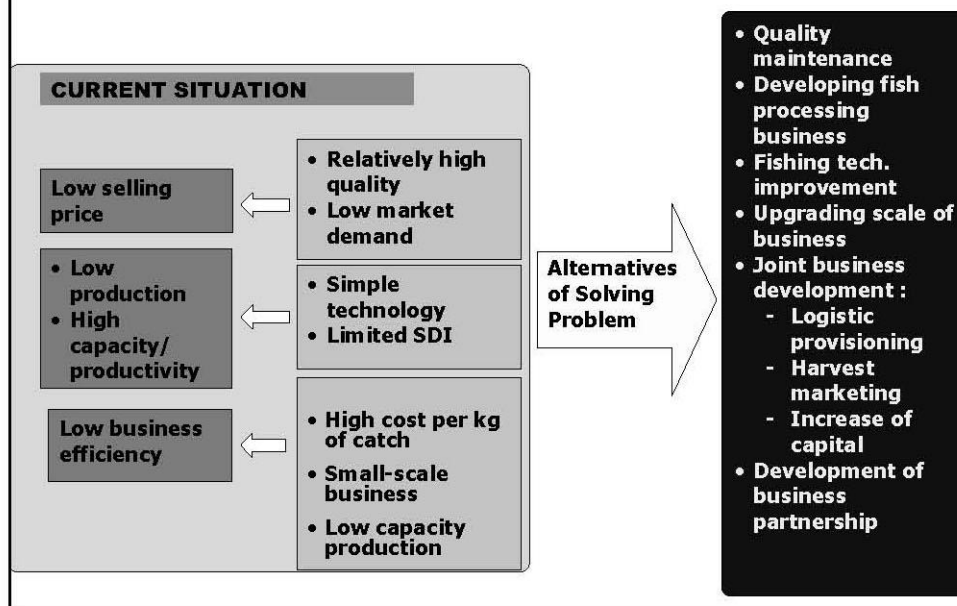 CURRENT SITUATION
Low selling
price
• Relatively high
quality
• Low market
demand
• Low
production
• High
capacity/
productivity
• Simple
technology
• Limited SDI
Low business
efficiency
• High cost per kg
of catch
• Small-scale
business
• Low capacity
production
Alternatives
of Solving
Problem
• Quality
maintenance
• Developing fish
processing
business
• Fishing tech.
improvement
• Upgrading scale of
business
• Joint business
development :
- Logistic
provisioning
- Harvest
marketing
- Increase of
capital
• Development of
business
partnership